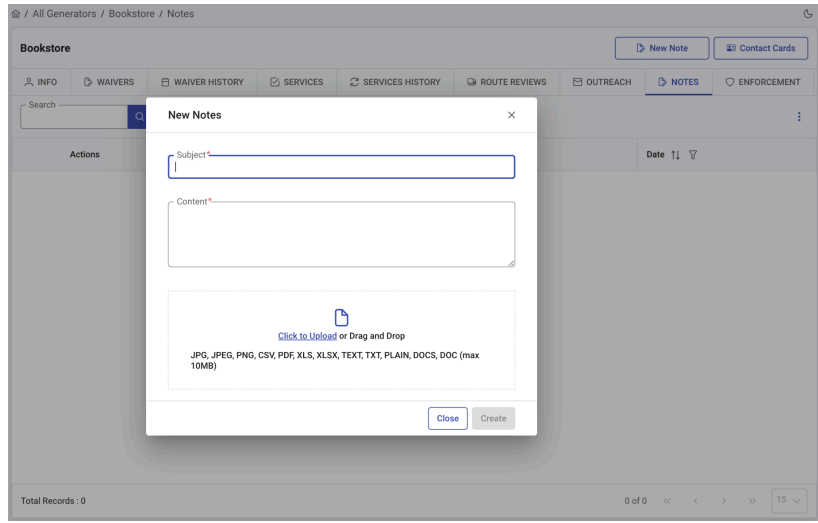 / All Generators / Bookstore / Notes
Bookstore
New Note
Contact Cards
INFO
WAIVERS
WAIVER HISTORY
SERVICES
SERVICES HISTORY
ROUTE REVIEWS
OUTREACH
NOTES
ENFORCEMENT
Search
New Notes
Actions
Date
Subject*
Content*
Click to Upload or Drag and Drop
JPG, JPEG, PNG, CSV, PDF, XLS, XLSX, TEXT, TXT, PLAIN, DOCS, DOC (max
10MB)
Close
Create
Total Records : 0
0 of 0
15